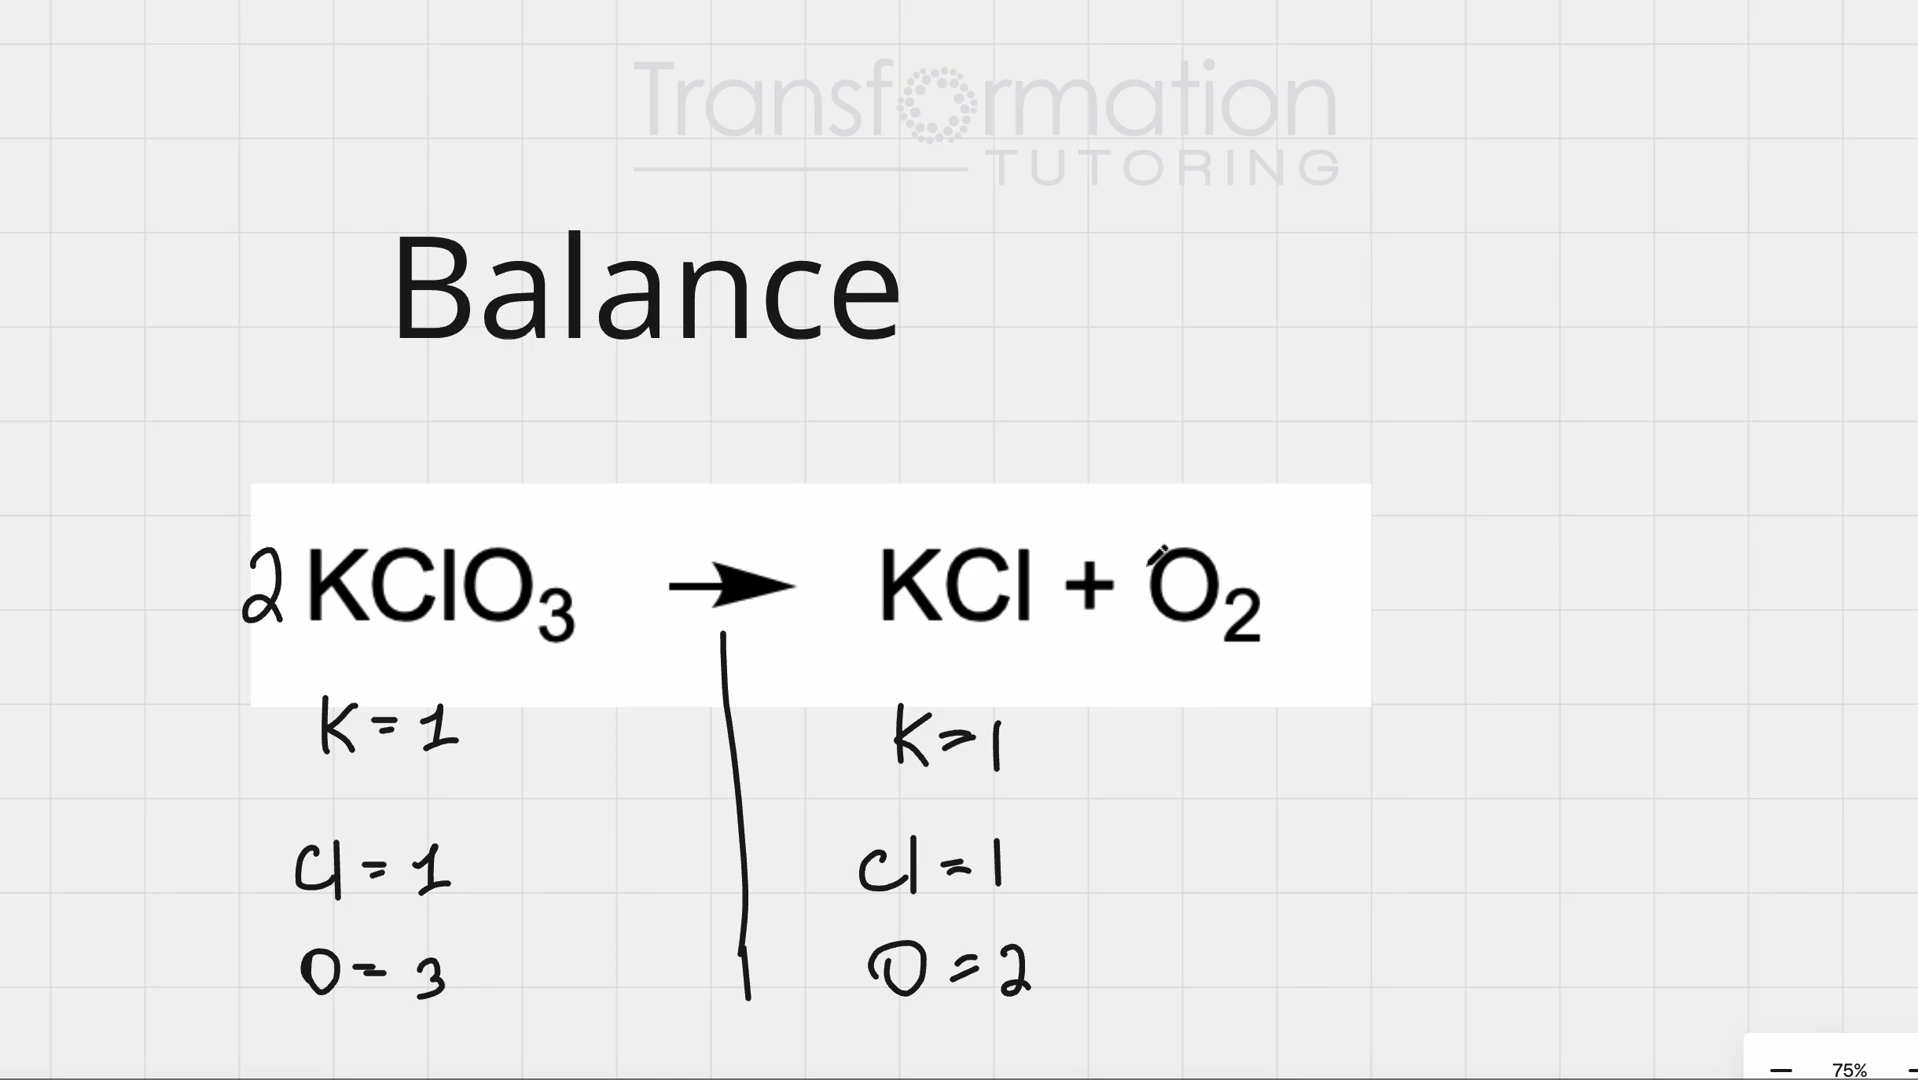 Transformation
TUTORING
Balance
2 KClO₃ → KCl + O₂
K = 1 K = 1
Cl = 1 Cl = 1
O = 3 O = 2
75%